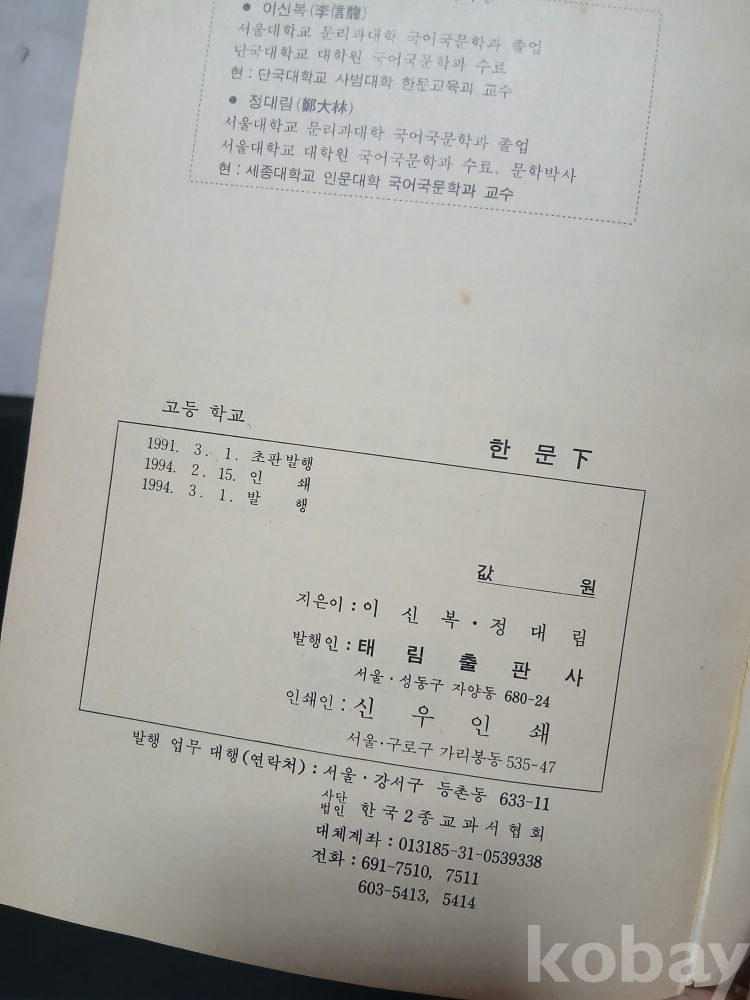 ● 이신복(李信馥)
서울대학교 문리과대학 국어국문학과 졸업
단국대학교 대학원 국어국문학과 수료
현 : 단국대학교 사범대학 한문교육과 교수
● 정대림(鄭大林)
서울대학교 문리과대학 국어국문학과 졸업
서울대학교 대학원 국어국문학과 수료. 문학박사
현 : 세종대학교 인문대학 국어국문학과 교수
고등 학교
한 문 下
1991. 3. 1. 초판발행
1994. 2. 15. 인 쇄
1994. 3. 1. 발 행
값 원
지은이 : 이 신 복 · 정 대 림
발행인 : 태 림 출 판 사
서울 · 성동구 자양동 680-24
인쇄인 : 신 우 인 쇄
서울 · 구로구 가리봉동 535-47
발행 업무 대행(연락처) : 서울 · 강서구 등촌동 633-11
사단법인 한국2종교과서협회
대체계좌 : 013185-31-0539338
전화 : 691-7510, 7511
603-5413, 5414
kobay